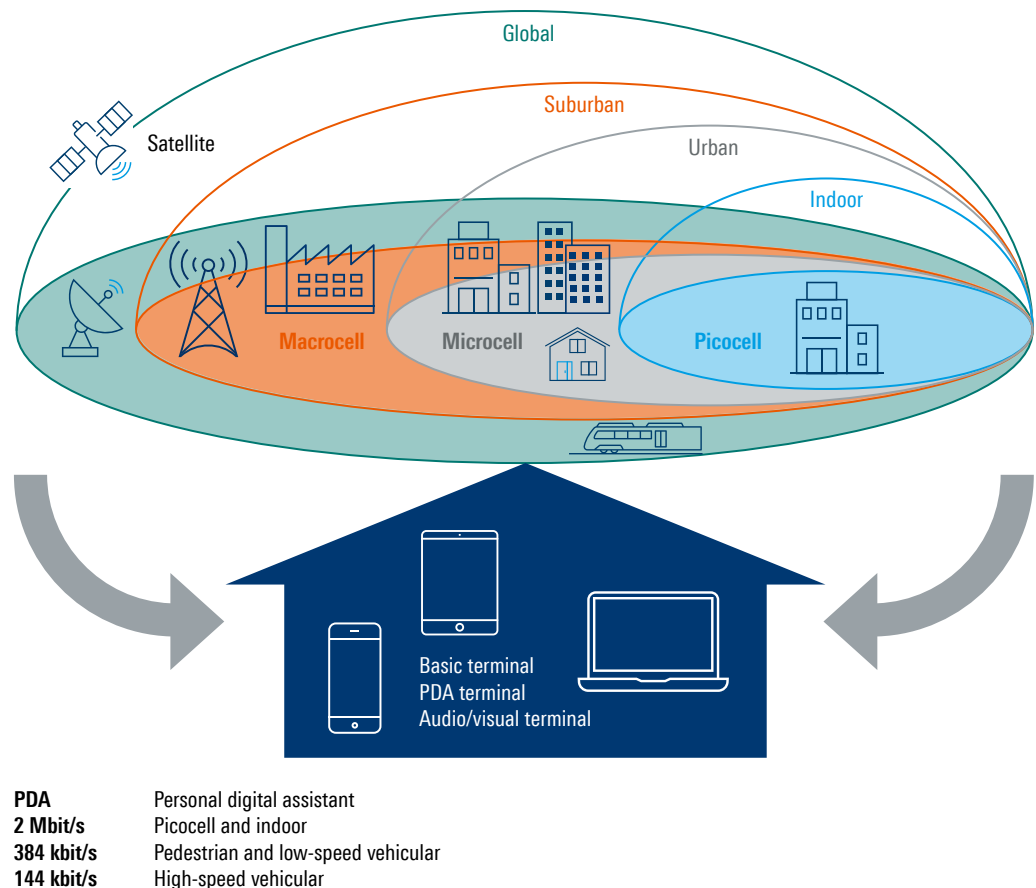 Global
Suburban
Satellite
Urban
Indoor
Macrocell
Microcell
Picocell
Basic terminal
PDA terminal
Audio/visual terminal
PDA Personal digital assistant
2 Mbit/s Picocell and indoor
384 kbit/s Pedestrian and low-speed vehicular
144 kbit/s High-speed vehicular